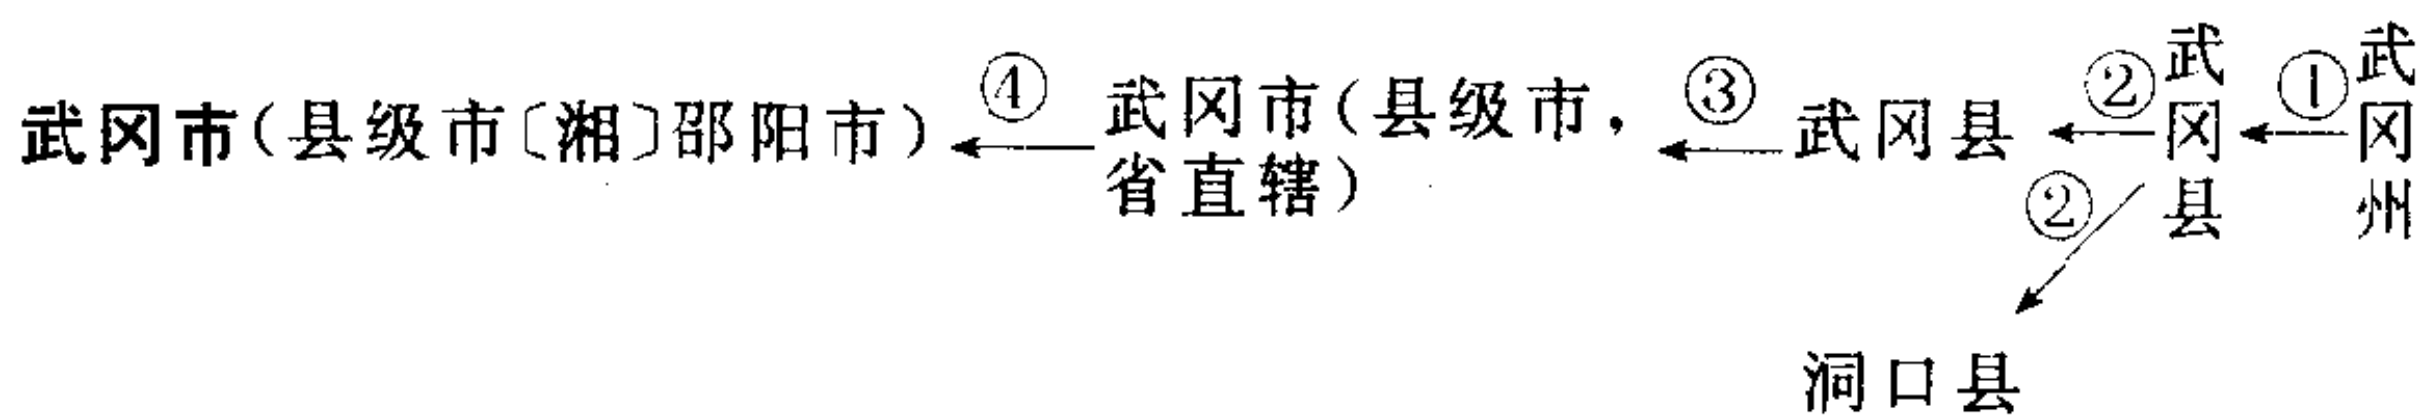 武冈市(县级市〔湘〕邵阳市)
④
武冈市(县级市,
省直辖)
③
武冈县
②
②
武冈县
①
武冈州
洞口县